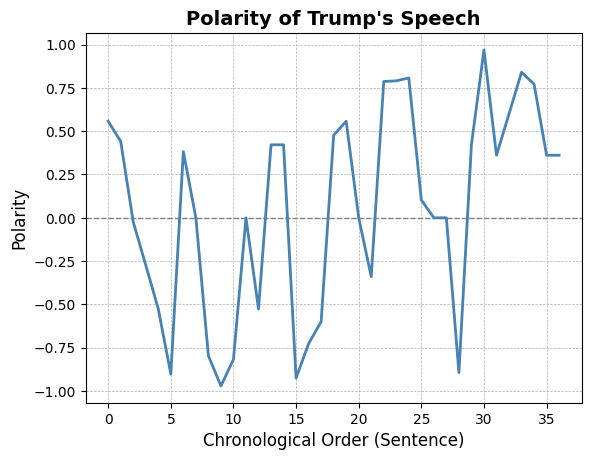 Polarity of Trump's Speech
Polarity
1.00
0.75
0.50
0.25
0.00
−0.25
−0.50
−0.75
−1.00
0 5 10 15 20 25 30 35
Chronological Order (Sentence)